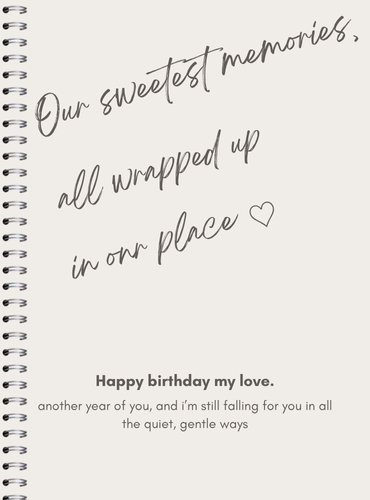 Our sweetest memories,
all wrapped up
in our place ♡
Happy birthday my love.
another year of you, and i'm still falling for you in all
the quiet, gentle ways